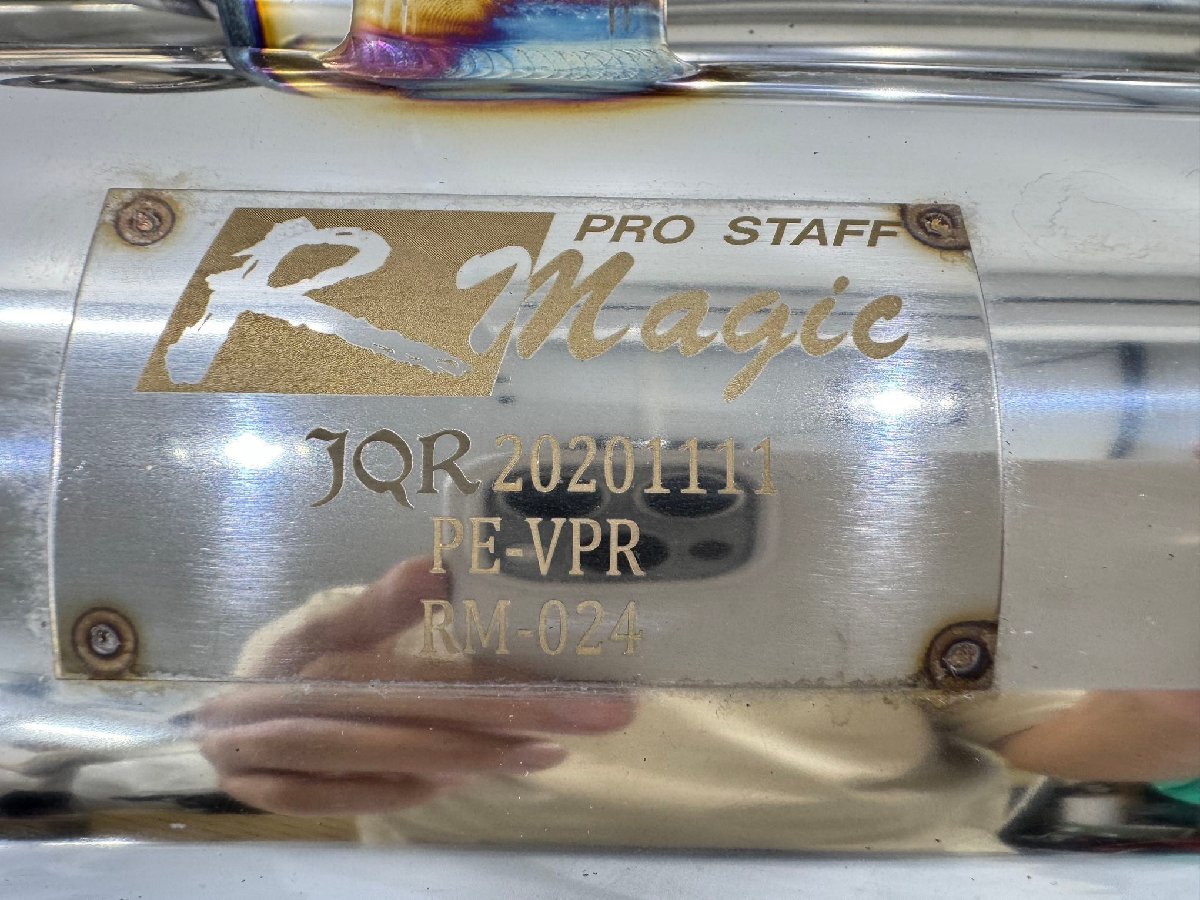 PRO STAFF
R Magic
JQR 20201111
PE-VPR
RM-024